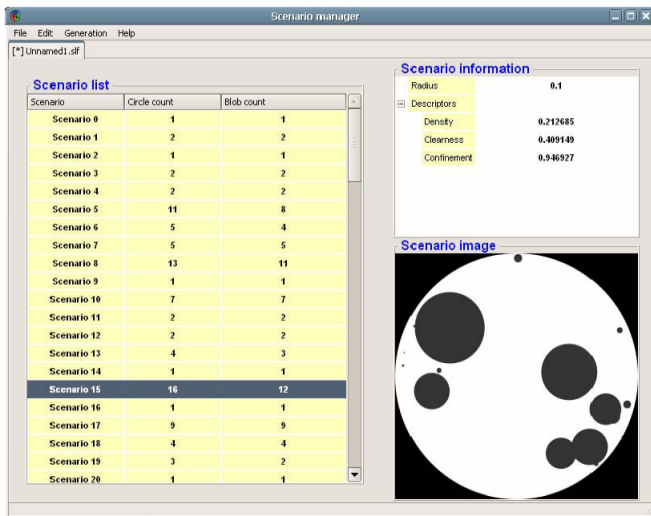 Scenario manager
File Edit Generation Help
[*] Unnamed1.slf
Scenario list
Scenario Circle count Blob count
Scenario 0 1 1
Scenario 1 2 2
Scenario 2 1 1
Scenario 3 2 2
Scenario 4 2 2
Scenario 5 11 8
Scenario 6 5 4
Scenario 7 5 5
Scenario 8 13 11
Scenario 9 1 1
Scenario 10 7 7
Scenario 11 2 2
Scenario 12 2 2
Scenario 13 4 3
Scenario 14 1 1
Scenario 15 16 12
Scenario 16 1 1
Scenario 17 9 9
Scenario 18 4 4
Scenario 19 3 2
Scenario 20 1 1
Scenario information
Radius 0.1
Descriptors
Density 0.212685
Clearness 0.409149
Confinement 0.946927
Scenario image